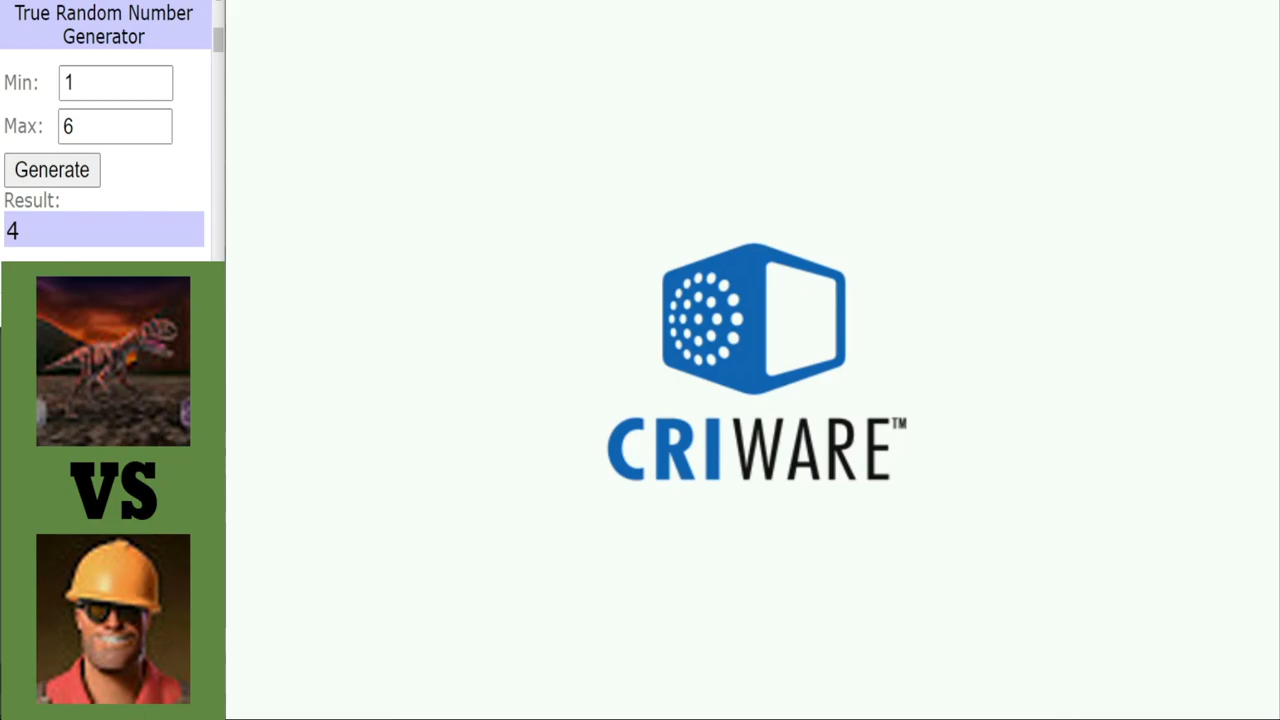 True Random Number
Generator
Min: 1
Max: 6
Generate
Result:
4
VS
CRIWARE™